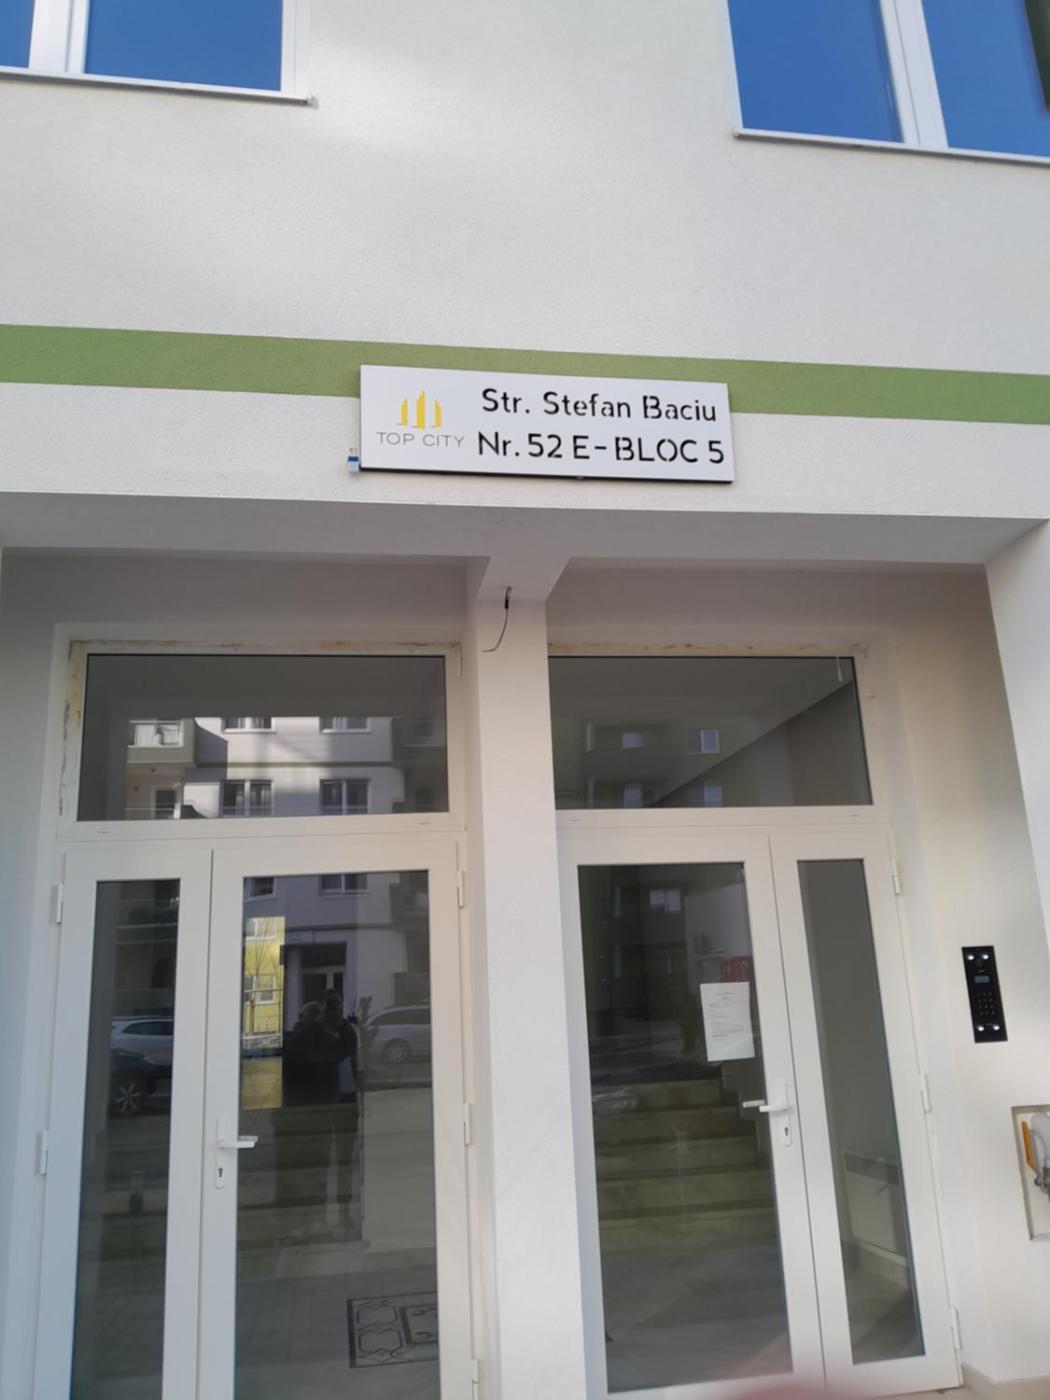 Str. Stefan Baciu
TOP CITY
Nr. 52 E - BLOC 5